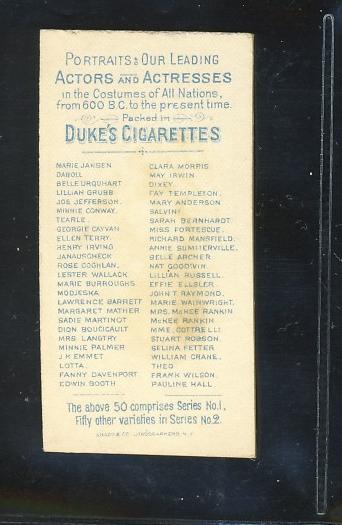 PORTRAITS OF OUR LEADING
ACTORS AND ACTRESSES
in the Costumes of All Nations,
from 600 B.C. to the present time.
Packed in
DUKE'S CIGARETTES
MARIE JANSEN
DABOLL
BELLE URQUHART
LILLIAN GRUBB
JOS. JEFFERSON.
MINNIE CONWAY.
TEARLE.
GEORGIE CAYVAN
ELLEN TERRY.
HENRY IRVING
JANAUSCHECK
ROSE COGHLAN.
LESTER WALLACK
MARIE BURROUGHS.
MODJESKA.
LAWRENCE BARRETT
MARGARET MATHER
SADIE MARTINOT
DION BOUCICAULT
MRS LANGTRY
MINNIE PALMER
J.K EMMET
LOTTA.
FANNY DAVENPORT
EDWIN BOOTH
CLARA MORRIS.
MAY IRWIN
DIXEY
FAY TEMPLETON.
MARY ANDERSON
SALVINI
SARAH BERNHARDT.
MISS FORTESCUE.
RICHARD MANSFIELD.
ANNIE SUMMERVILLE.
BELLE ARCHER
NAT GOODWIN.
LILLIAN RUSSELL.
EFFIE ELLSLER.
JOHN T RAYMOND.
MARIE WAINWRIGHT.
MRS. McKEE RANKIN
McKEE RANKIN
MME. COTTRELLI
STUART ROBSON.
SELINA FETTER
WILLIAM CRANE.
THEO
FRANK WILSON.
PAULINE HALL
The above 50 comprises Series No.1,
Fifty other varieties in Series No.2.
KNAPP & CO. LITHOGRAPHERS, N.Y.